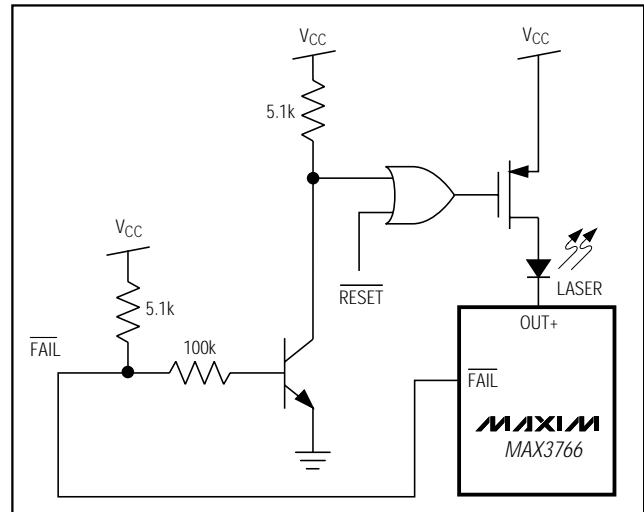 VCC
VCC
5.1k
VCC
5.1k
RESET
LASER
OUT+
FAIL
100k
FAIL
MAXIM
MAX3766